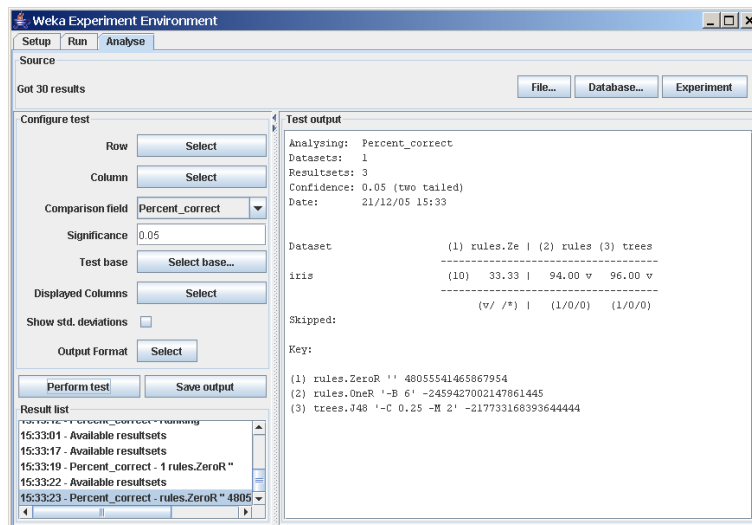 Weka Experiment Environment
Setup Run Analyse
Source
Got 30 results
File... Database... Experiment
Configure test
Row Select
Column Select
Comparison field Percent_correct
Significance 0.05
Test base Select base...
Displayed Columns Select
Show std. deviations
Output Format Select
Perform test Save output
Result list
15:33:01 - Available resultsets
15:33:17 - Available resultsets
15:33:19 - Percent_correct - 1 rules.ZeroR ''
15:33:22 - Available resultsets
15:33:23 - Percent_correct - rules.ZeroR '' 4805
Test output
Analysing: Percent_correct
Datasets: 1
Resultsets: 3
Confidence: 0.05 (two tailed)
Date: 21/12/05 15:33
Dataset (1) rules.Ze | (2) rules (3) trees
------------------------------------
iris (10) 33.33 | 94.00 v 96.00 v
------------------------------------
(v/ /*) | (1/0/0) (1/0/0)
Skipped:
Key:
(1) rules.ZeroR '' 48055541465867954
(2) rules.OneR '-B 6' -2459427002147861445
(3) trees.J48 '-C 0.25 -M 2' -217733168393644444